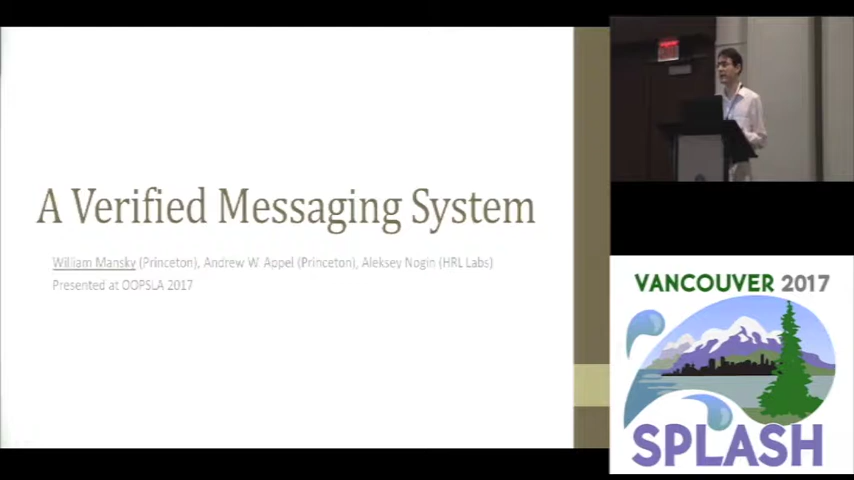 A Verified Messaging System
William Mansky (Princeton), Andrew W. Appel (Princeton), Aleksey Nogin (HRL Labs)
Presented at OOPSLA 2017
VANCOUVER 2017
SPLASH